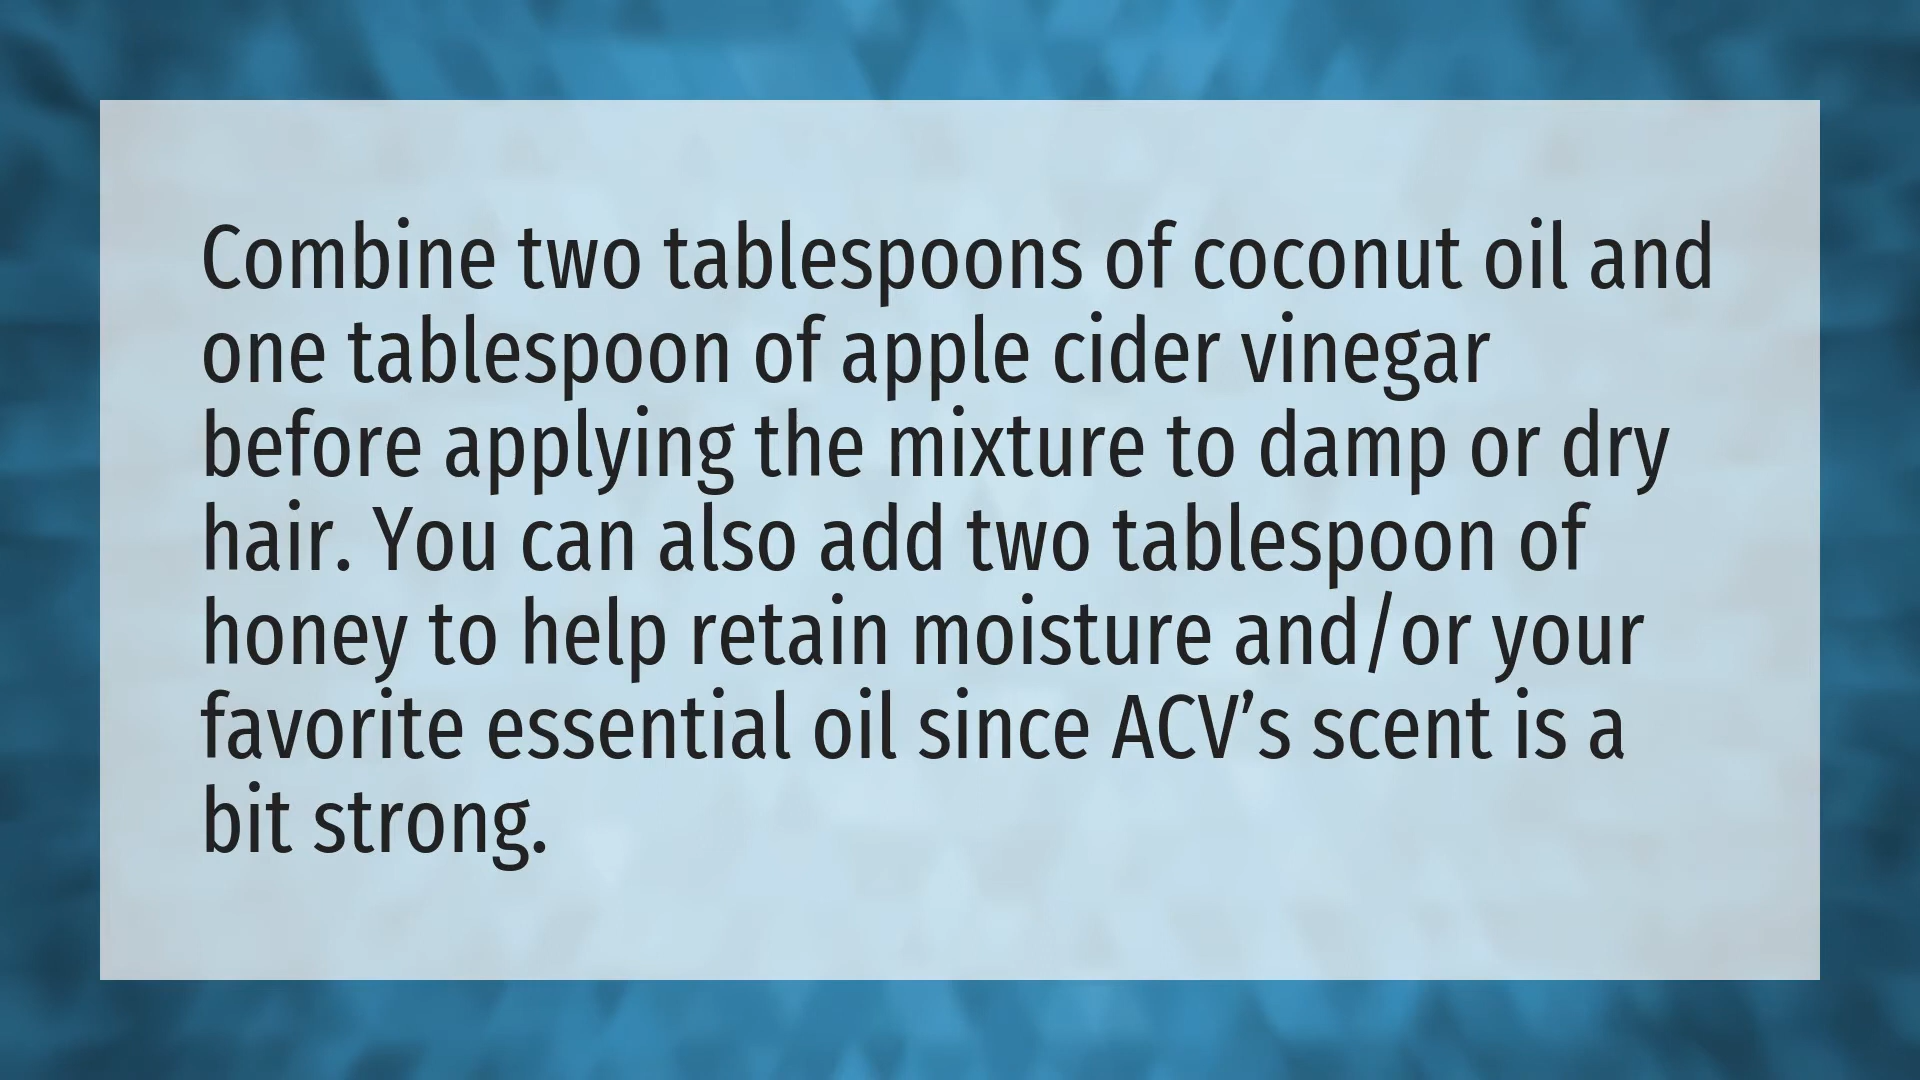 Combine two tablespoons of coconut oil and
one tablespoon of apple cider vinegar
before applying the mixture to damp or dry
hair. You can also add two tablespoon of
honey to help retain moisture and/or your
favorite essential oil since ACV’s scent is a
bit strong.